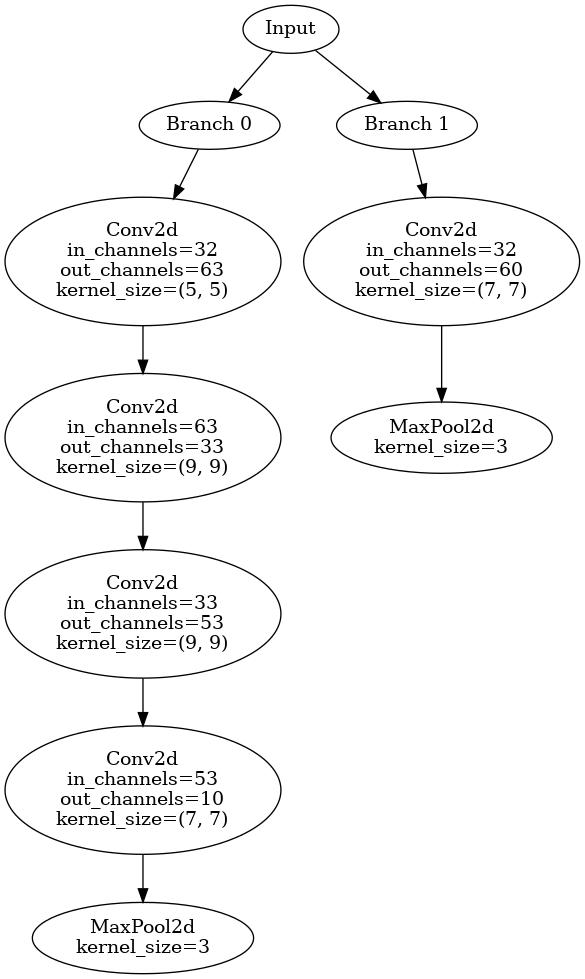 Input
Branch 0
Branch 1
Conv2d
in_channels=32
out_channels=63
kernel_size=(5, 5)
Conv2d
in_channels=32
out_channels=60
kernel_size=(7, 7)
Conv2d
in_channels=63
out_channels=33
kernel_size=(9, 9)
MaxPool2d
kernel_size=3
Conv2d
in_channels=33
out_channels=53
kernel_size=(9, 9)
Conv2d
in_channels=53
out_channels=10
kernel_size=(7, 7)
MaxPool2d
kernel_size=3